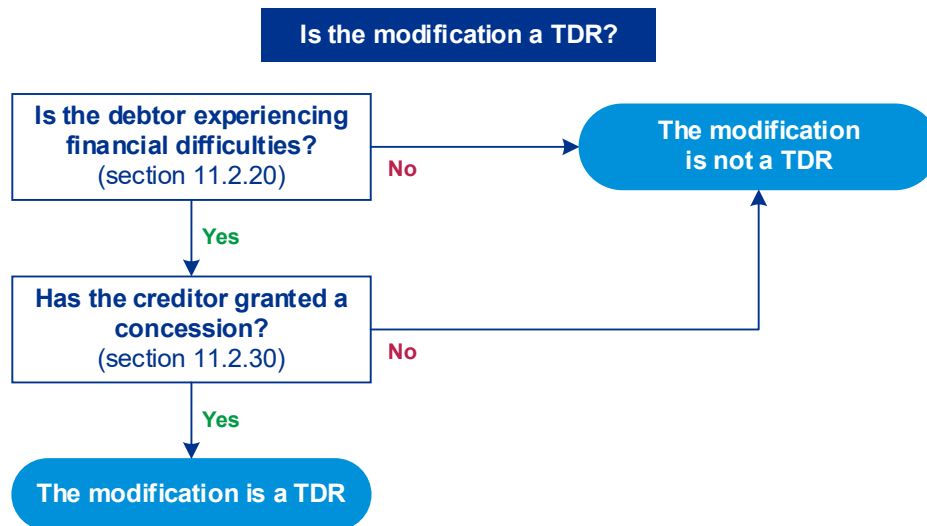 Is the modification a TDR?
Is the debtor experiencing
financial difficulties?
(section 11.2.20)
No
The modification
is not a TDR
Yes
Has the creditor granted a
concession?
(section 11.2.30)
No
Yes
The modification is a TDR